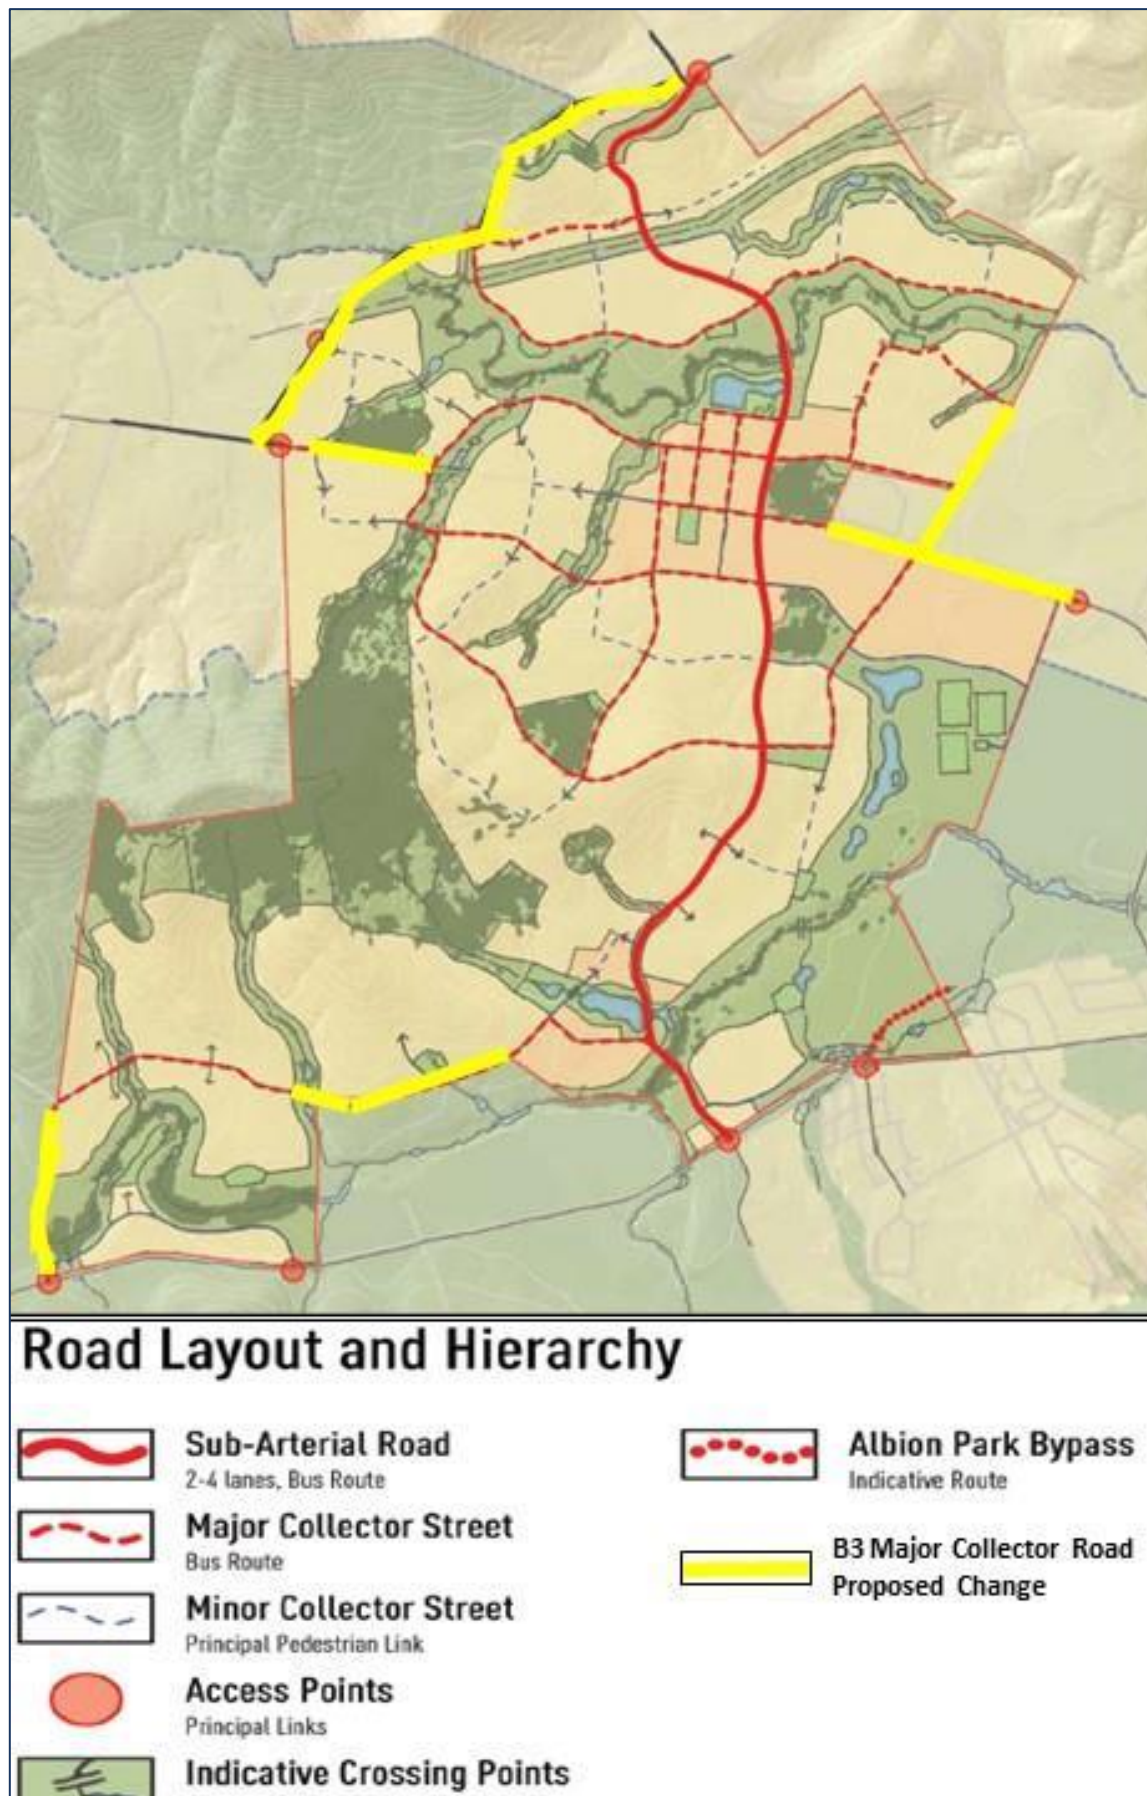 Road Layout and Hierarchy
Sub-Arterial Road
2-4 lanes, Bus Route
Major Collector Street
Bus Route
Minor Collector Street
Principal Pedestrian Link
Access Points
Principal Links
Indicative Crossing Points
Albion Park Bypass
Indicative Route
B3 Major Collector Road
Proposed Change